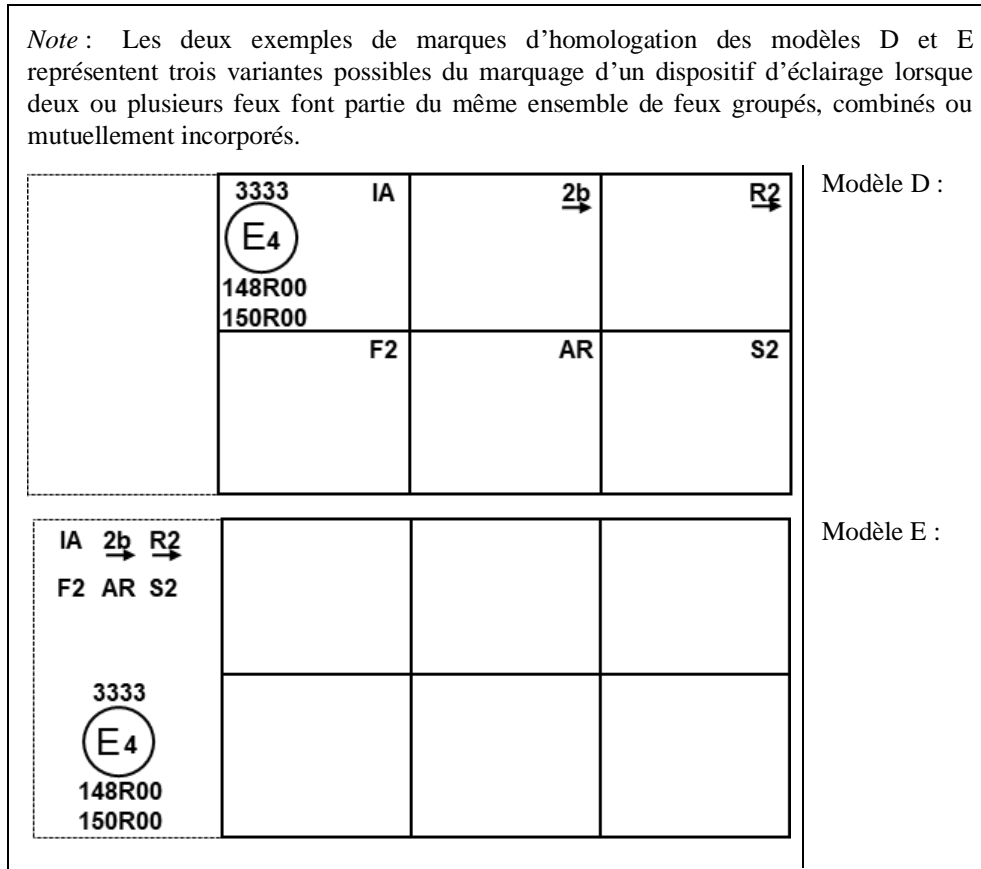 Note : Les deux exemples de marques d’homologation des modèles D et E
représentent trois variantes possibles du marquage d’un dispositif d’éclairage lorsque
deux ou plusieurs feux font partie du même ensemble de feux groupés, combinés ou
mutuellement incorporés.
Modèle D :
3333 IA 2b R2
E4
148R00
150R00
F2 AR S2
Modèle E :
IA 2b R2
F2 AR S2
3333
E4
148R00
150R00